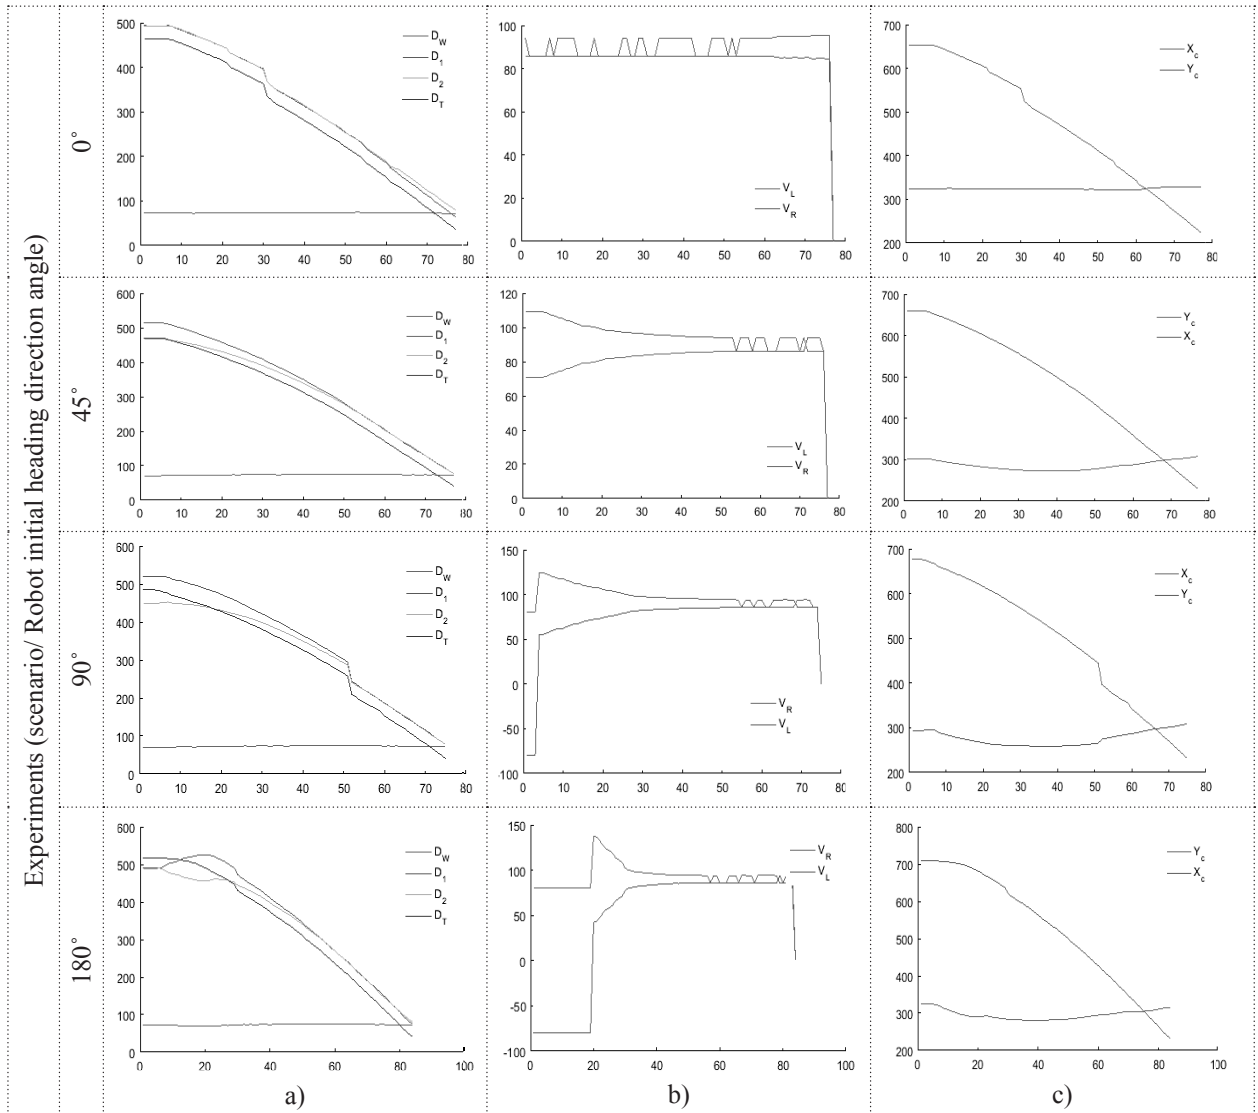 Experiments (scenario/ Robot initial heading direction angle)
0°
500
400
300
200
100
0
0 10 20 30 40 50 60 70 80
D_W
D_1
D_2
D_T
100
80
60
40
20
0
0 10 20 30 40 50 60 70 80
V_L
V_R
700
600
500
400
300
200
0 10 20 30 40 50 60 70 80
X_c
Y_c
45°
600
500
400
300
200
100
0
0 10 20 30 40 50 60 70 80
D_W
D_1
D_2
D_T
120
100
80
60
40
20
0
0 10 20 30 40 50 60 70 80
V_L
V_R
700
600
500
400
300
200
0 10 20 30 40 50 60 70 80
Y_c
X_c
90°
600
500
400
300
200
100
0
0 10 20 30 40 50 60 70 80
D_W
D_1
D_2
D_T
150
100
50
0
-50
-100
0 10 20 30 40 50 60 70 80
V_R
V_L
700
600
500
400
300
200
0 10 20 30 40 50 60 70 80
X_c
Y_c
180°
600
500
400
300
200
100
0
0 20 40 60 80 100
D_W
D_1
D_2
D_T
150
100
50
0
-50
-100
0 20 40 60 80 100
V_R
V_L
800
700
600
500
400
300
200
0 20 40 60 80 100
Y_c
X_c
a) b) c)